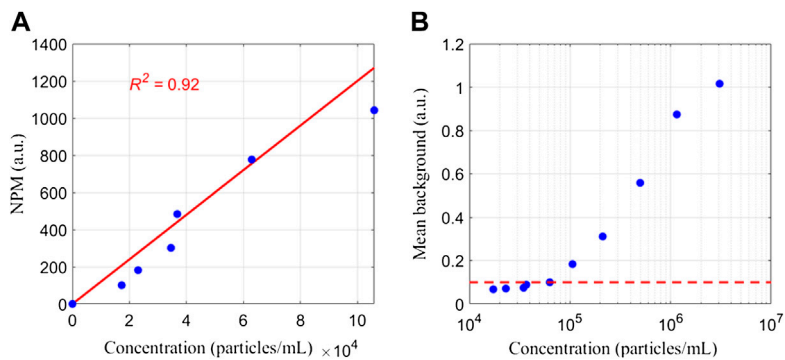 A
1400
1200
1000
800
600
400
200
0
NPM (a.u.)
R² = 0.92
0 2 4 6 8 10
Concentration (particles/mL) ×10⁴
B
1.2
1
0.8
0.6
0.4
0.2
0
Mean background (a.u.)
10⁴ 10⁵ 10⁶ 10⁷
Concentration (particles/mL)